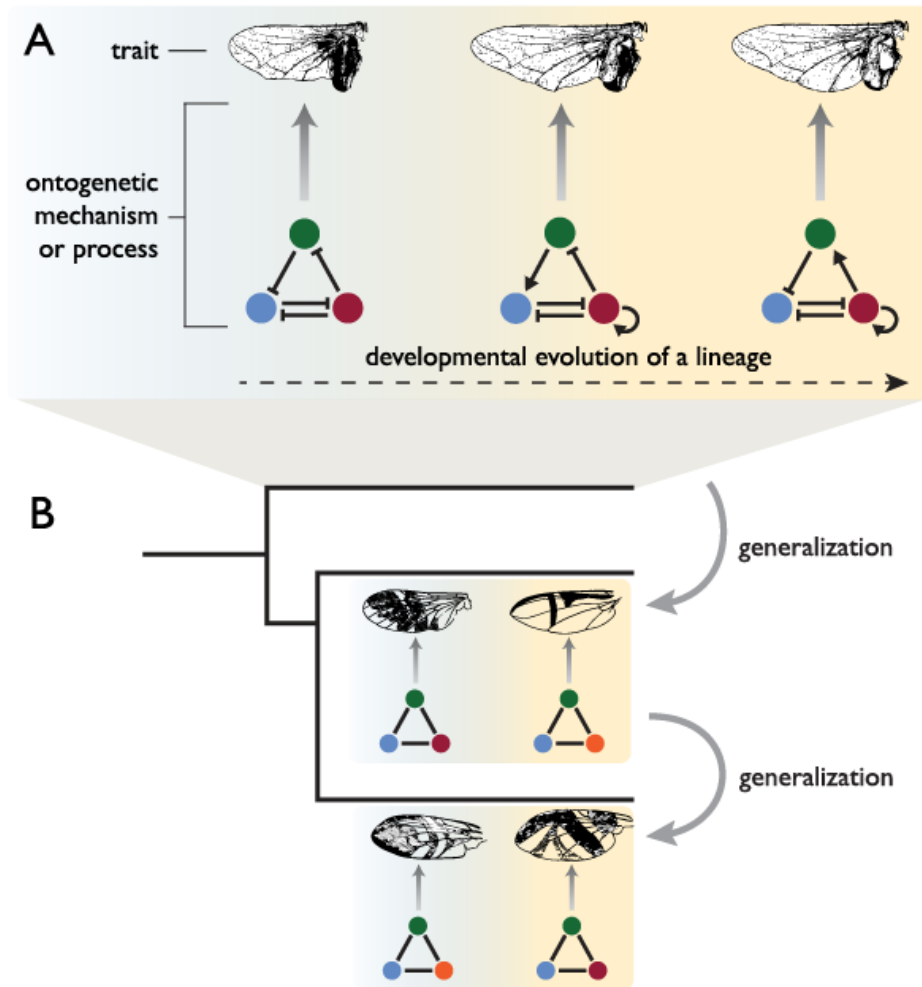 A
trait
ontogenetic
mechanism
or process
developmental evolution of a lineage
B
generalization
generalization